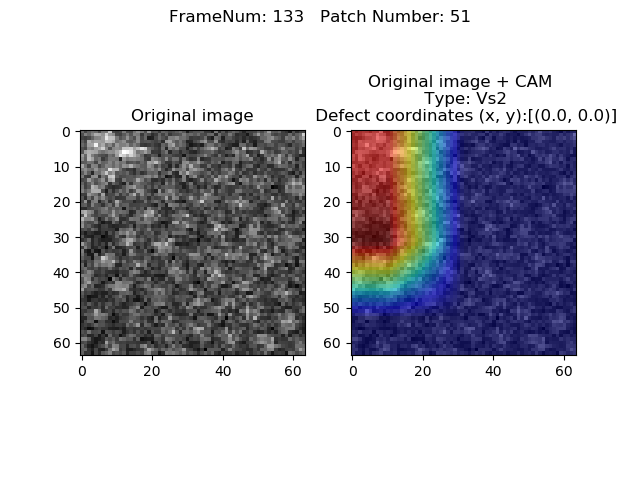 FrameNum: 133   Patch Number: 51
Original image
Original image + CAM
Type: Vs2
Defect coordinates (x, y):[(0.0, 0.0)]
0
10
20
30
40
50
60
0 20 40 60
0
10
20
30
40
50
60
0 20 40 60